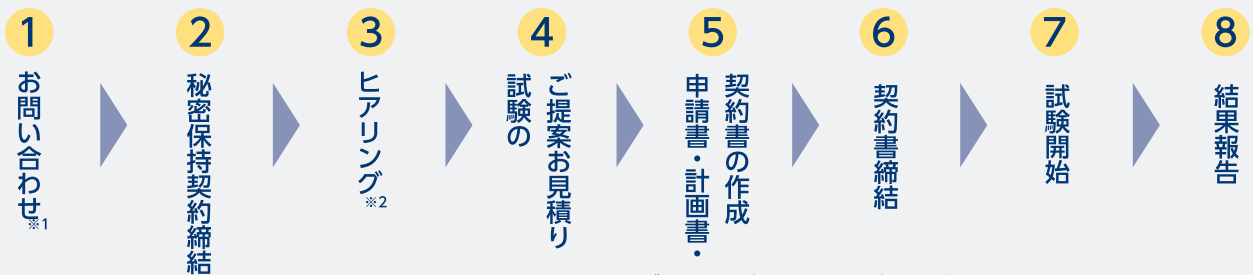 1
お問い合わせ※1
2
秘密保持契約締結
3
ヒアリング※2
4
試験の
ご提案お見積り
5
申請書・計画書・
契約書の作成
6
契約書締結
7
試験開始
8
結果報告